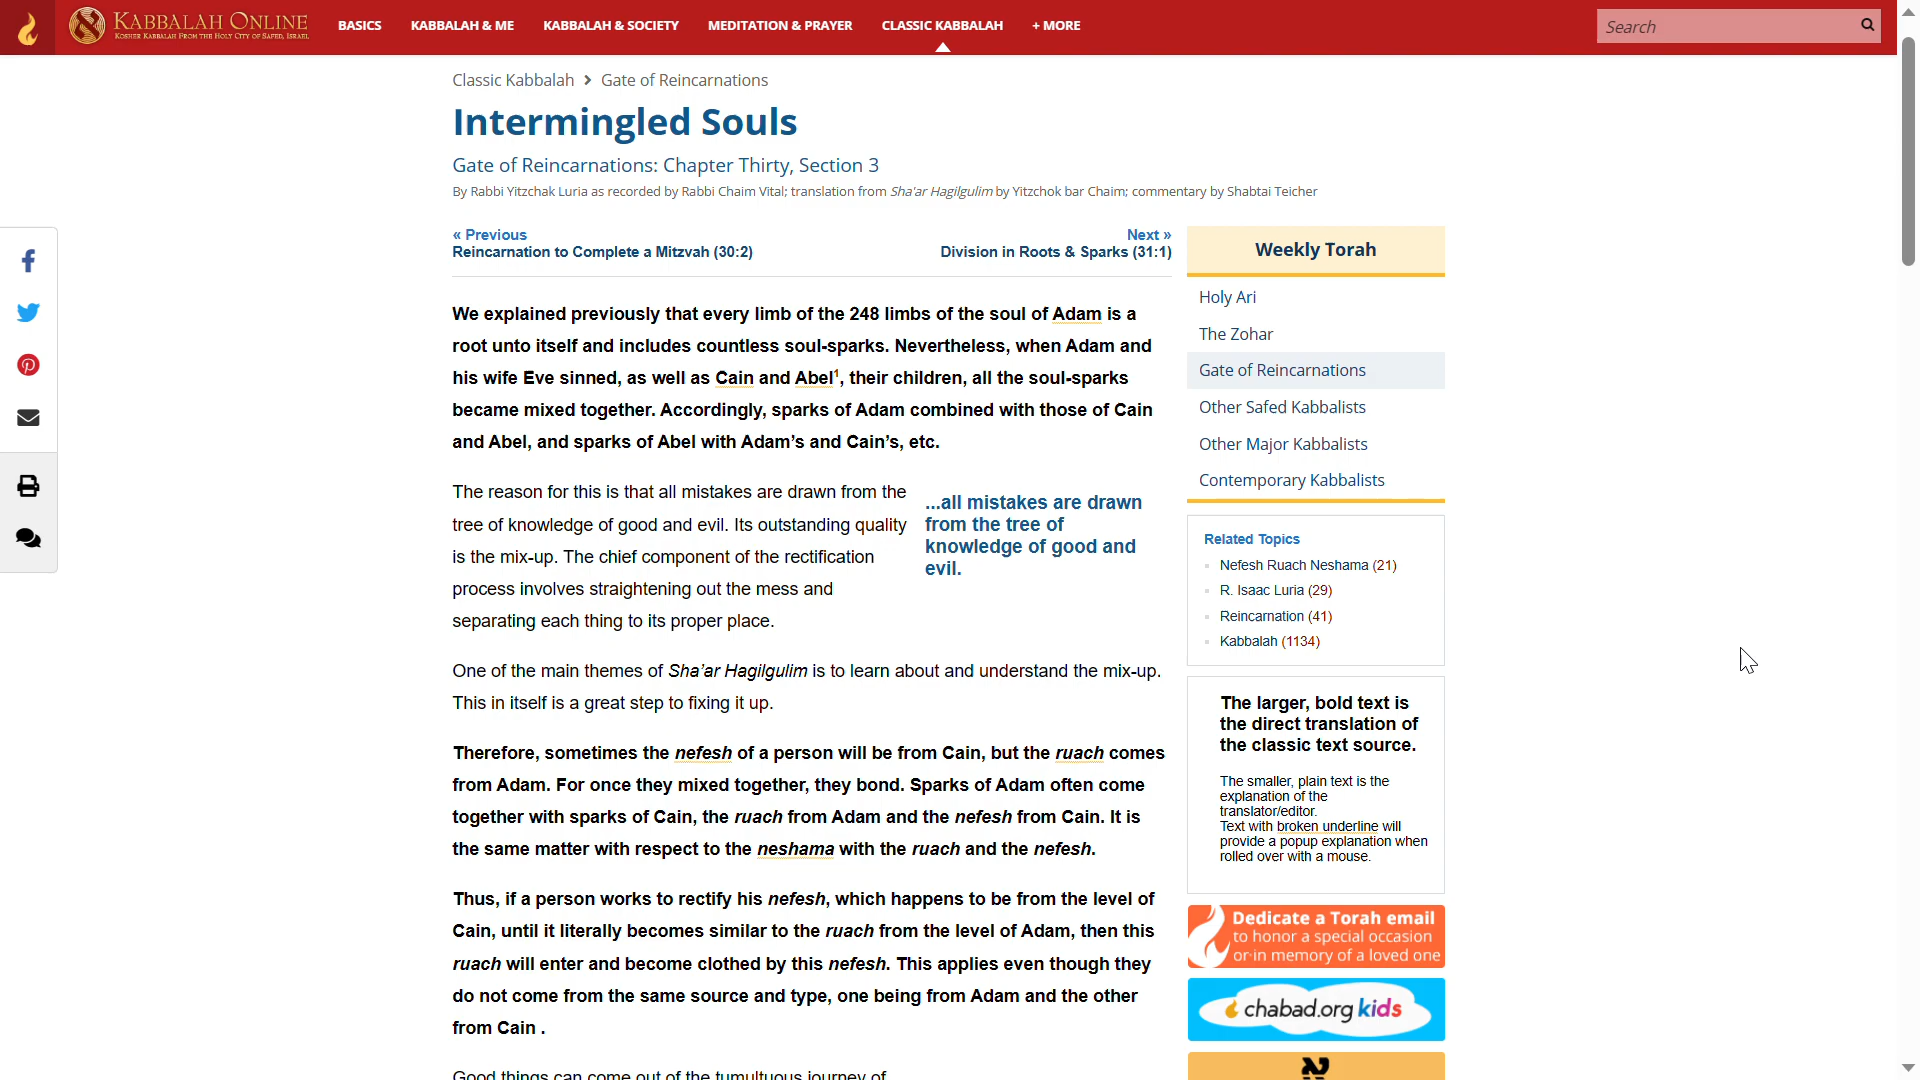 KABBALAH ONLINE
KOSHER KABBALAH FROM THE HOLY CITY OF SAFED, ISRAEL
BASICS
KABBALAH & ME
KABBALAH & SOCIETY
MEDITATION & PRAYER
CLASSIC KABBALAH
+ MORE
Search
Classic Kabbalah > Gate of Reincarnations
Intermingled Souls
Gate of Reincarnations: Chapter Thirty, Section 3
By Rabbi Yitzchak Luria as recorded by Rabbi Chaim Vital; translation from Sha'ar Hagilgulim by Yitzchok bar Chaim; commentary by Shabtai Teicher
« Previous
Reincarnation to Complete a Mitzvah (30:2)
Next »
Division in Roots & Sparks (31:1)
We explained previously that every limb of the 248 limbs of the soul of Adam is a
root unto itself and includes countless soul-sparks. Nevertheless, when Adam and
his wife Eve sinned, as well as Cain and Abel¹, their children, all the soul-sparks
became mixed together. Accordingly, sparks of Adam combined with those of Cain
and Abel, and sparks of Abel with Adam’s and Cain’s, etc.
The reason for this is that all mistakes are drawn from the
tree of knowledge of good and evil. Its outstanding quality
is the mix-up. The chief component of the rectification
process involves straightening out the mess and
separating each thing to its proper place.
...all mistakes are drawn
from the tree of
knowledge of good and
evil.
One of the main themes of Sha’ar Hagilgulim is to learn about and understand the mix-up.
This in itself is a great step to fixing it up.
Therefore, sometimes the nefesh of a person will be from Cain, but the ruach comes
from Adam. For once they mixed together, they bond. Sparks of Adam often come
together with sparks of Cain, the ruach from Adam and the nefesh from Cain. It is
the same matter with respect to the neshama with the ruach and the nefesh.
Thus, if a person works to rectify his nefesh, which happens to be from the level of
Cain, until it literally becomes similar to the ruach from the level of Adam, then this
ruach will enter and become clothed by this nefesh. This applies even though they
do not come from the same source and type, one being from Adam and the other
from Cain .
Good things can come out of the tumultuous journey of
Weekly Torah
Holy Ari
The Zohar
Gate of Reincarnations
Other Safed Kabbalists
Other Major Kabbalists
Contemporary Kabbalists
Related Topics
Nefesh Ruach Neshama (21)
R. Isaac Luria (29)
Reincarnation (41)
Kabbalah (1134)
The larger, bold text is
the direct translation of
the classic text source.
The smaller, plain text is the
explanation of the
translator/editor.
Text with broken underline will
provide a popup explanation when
rolled over with a mouse.
Dedicate a Torah email
to honor a special occasion
or in memory of a loved one
chabad.org kids
א